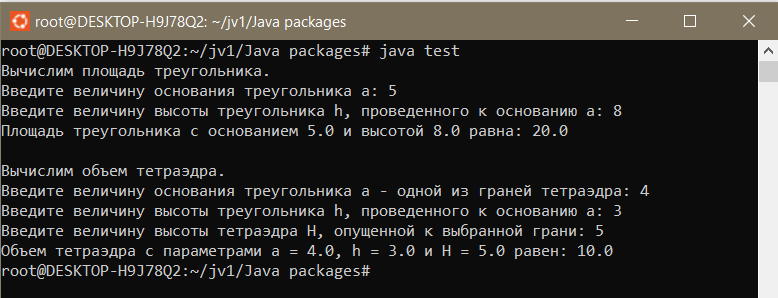 root@DESKTOP-H9J78Q2: ~/jv1/Java packages
root@DESKTOP-H9J78Q2:~/jv1/Java packages# java test
Вычислим площадь треугольника.
Введите величину основания треугольника a: 5
Введите величину высоты треугольника h, проведенного к основанию a: 8
Площадь треугольника с основанием 5.0 и высотой 8.0 равна: 20.0

Вычислим объем тетраэдра.
Введите величину основания треугольника a - одной из граней тетраэдра: 4
Введите величину высоты треугольника h, проведенного к основанию a: 3
Введите величину высоты тетраэдра H, опущенной к выбранной грани: 5
Объем тетраэдра с параметрами a = 4.0, h = 3.0 и H = 5.0 равен: 10.0
root@DESKTOP-H9J78Q2:~/jv1/Java packages#